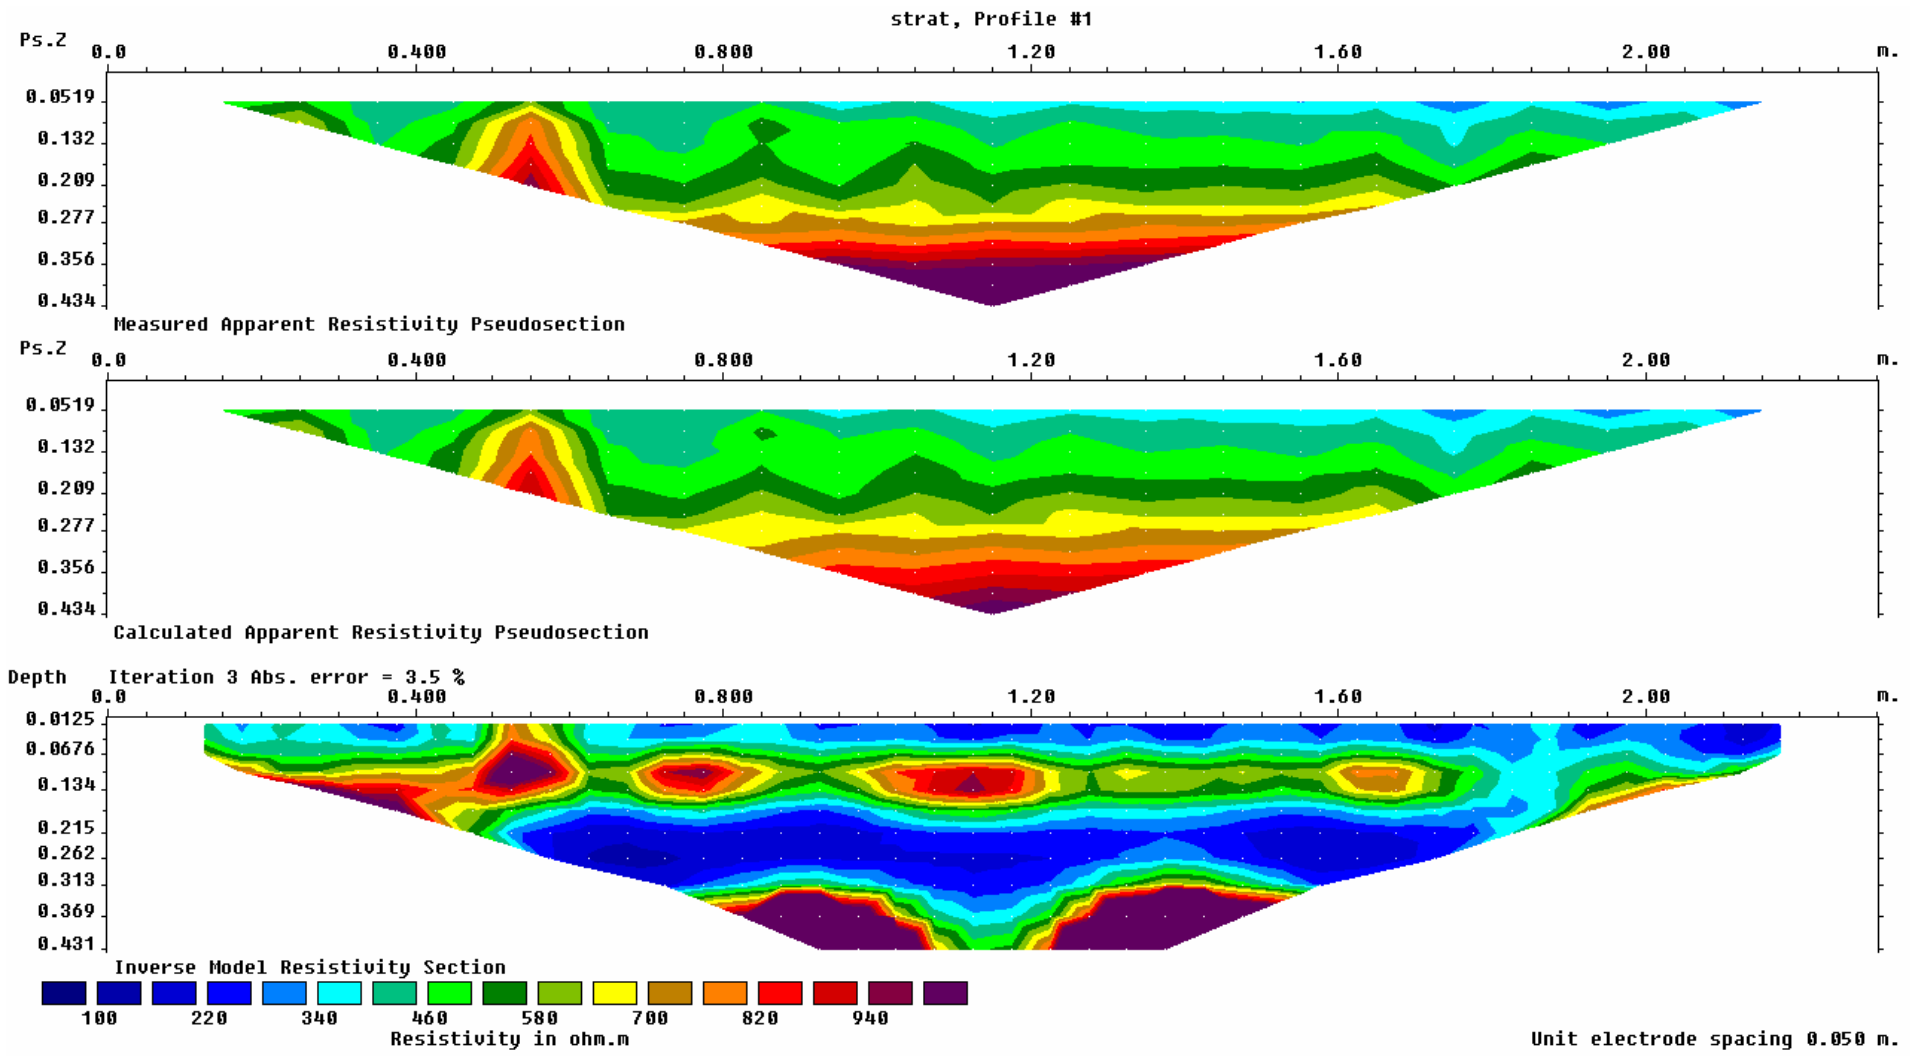 strat, Profile #1
Ps.Z 0.0 0.400 0.800 1.20 1.60 2.00 m.
0.0519
0.132
0.209
0.277
0.356
0.434
Measured Apparent Resistivity Pseudosection
Ps.Z 0.0 0.400 0.800 1.20 1.60 2.00 m.
0.0519
0.132
0.209
0.277
0.356
0.434
Calculated Apparent Resistivity Pseudosection
Depth Iteration 3 Abs. error = 3.5 %
0.0 0.400 0.800 1.20 1.60 2.00 m.
0.0125
0.0676
0.134
0.215
0.262
0.313
0.369
0.431
Inverse Model Resistivity Section
100 220 340 460 580 700 820 940
Resistivity in ohm.m
Unit electrode spacing 0.050 m.